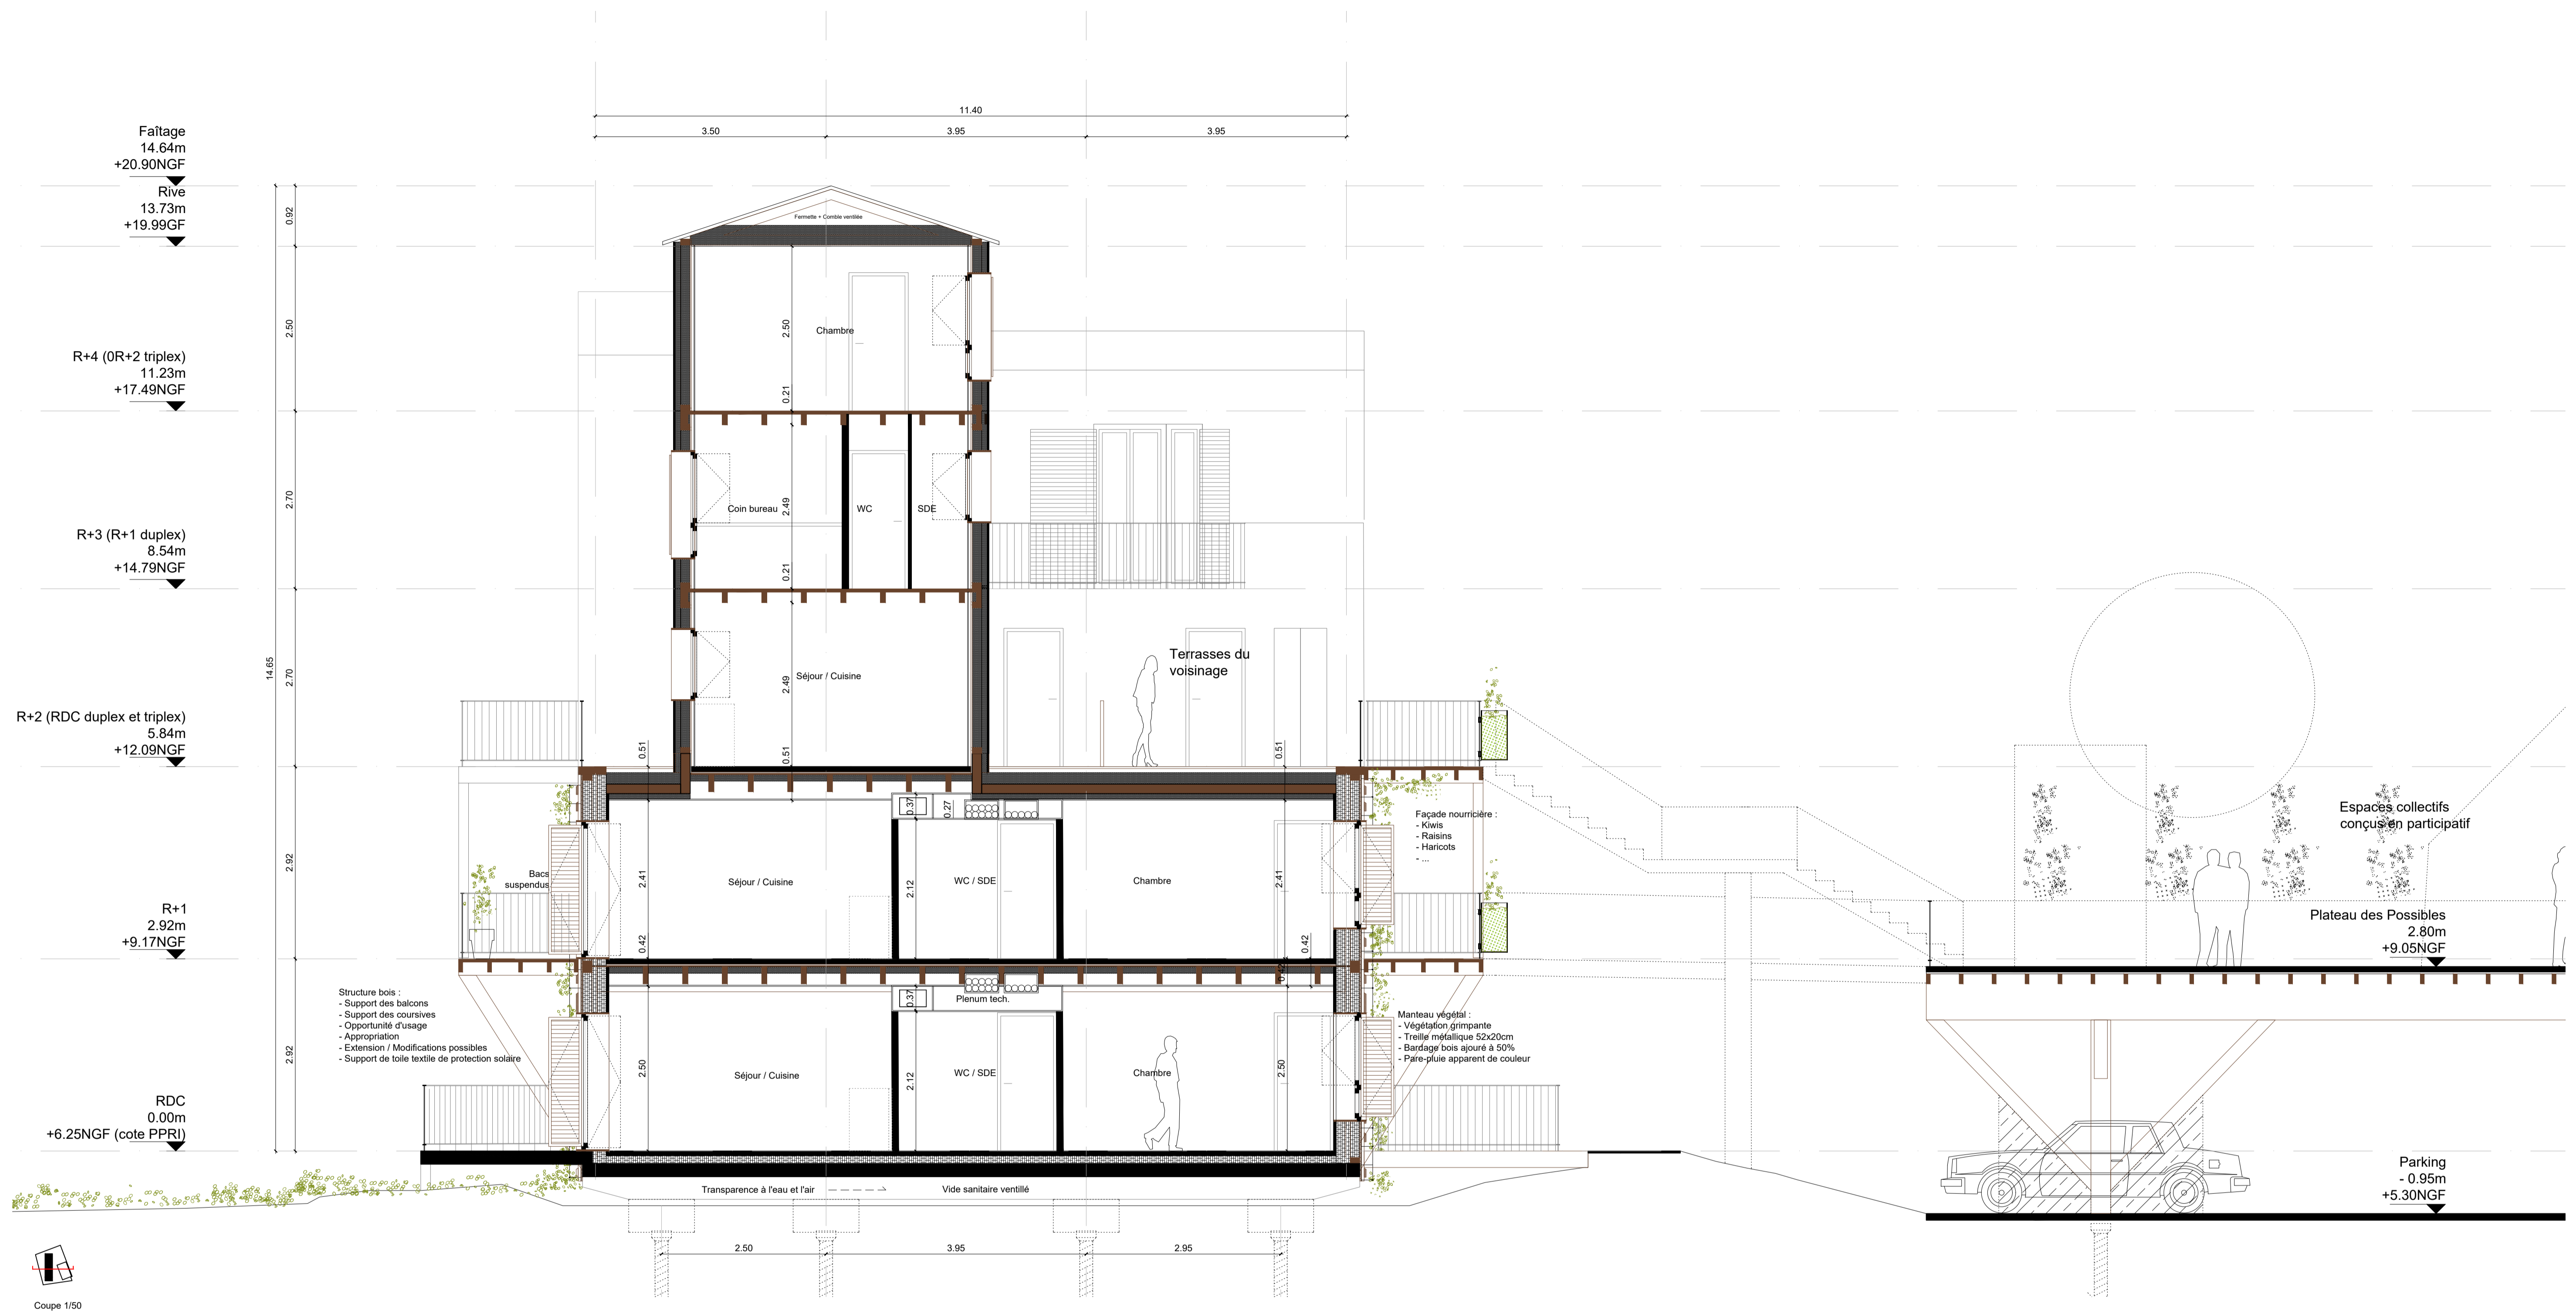 11.40
3.50
3.95
3.95
Faîtage
14.64m
+20.90NGF
Rive
13.73m
+19.99GF
0.92
Fermette + Comble ventilée
2.50
2.50
Chambre
R+4 (0R+2 triplex)
11.23m
+17.49NGF
0.21
2.70
2.49
Coin bureau
WC
SDE
R+3 (R+1 duplex)
8.54m
+14.79NGF
0.21
14.65
2.70
2.49
Séjour / Cuisine
Terrasses du
voisinage
R+2 (RDC duplex et triplex)
5.84m
+12.09NGF
0.51
0.51
0.51
0.37
0.27
Façade nourricière :
- Kiwis
- Raisins
- Haricots
- ...
Espaces collectifs
conçus en participatif
2.92
Bacs
suspendus
2.41
Séjour / Cuisine
2.12
WC / SDE
Chambre
2.41
R+1
2.92m
+9.17NGF
0.42
0.42
0.42
Plateau des Possibles
2.80m
+9.05NGF
Structure bois :
- Support des balcons
- Support des coursives
- Opportunité d'usage
- Appropriation
- Extension / Modifications possibles
- Support de toile textile de protection solaire
0.37
Plenum tech.
Manteau végétal :
- Végétation grimpante
- Treille métallique 52x20cm
- Bardage bois ajouré à 50%
- Pare-pluie apparent de couleur
2.92
2.50
Séjour / Cuisine
2.12
WC / SDE
Chambre
2.50
RDC
0.00m
+6.25NGF (cote PPRI)
Transparence à l'eau et l'air
Vide sanitaire ventillé
Parking
- 0.95m
+5.30NGF
2.50
3.95
2.95
Coupe 1/50